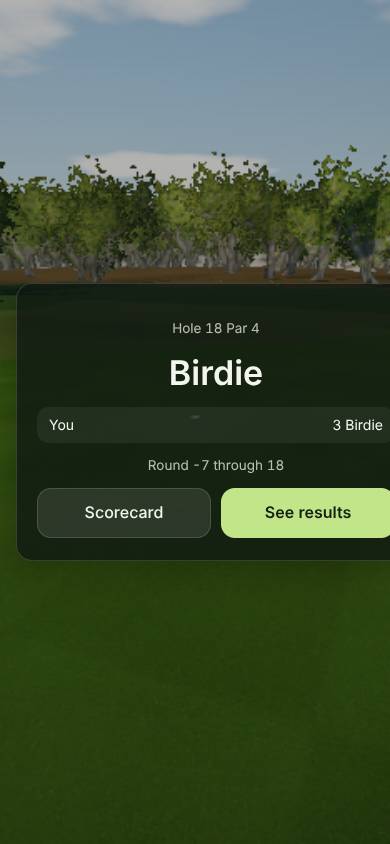 Hole 18 Par 4
Birdie
You 3 Birdie
Round -7 through 18
Scorecard See results